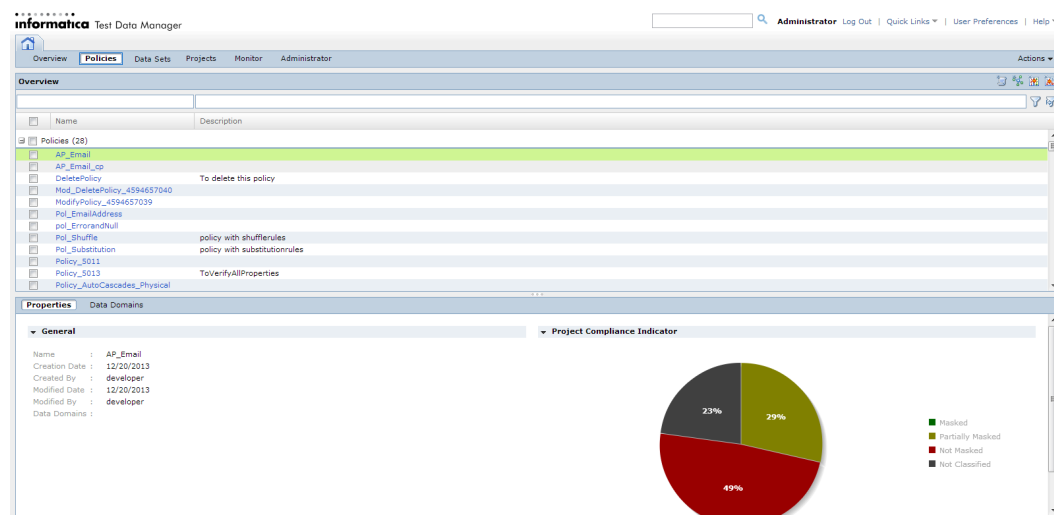 informatica Test Data Manager
Administrator Log Out | Quick Links | User Preferences | Help
Overview Policies Data Sets Projects Monitor Administrator Actions
Overview
Name Description
Policies (28)
AP_Email
AP_Email_cp
DeletePolicy To delete this policy
Mod_DeletePolicy_4594657040
ModifyPolicy_4594657039
Pol_EmailAddress
pol_ErrorandNull
Pol_Shuffle policy with shufflerules
Pol_Substitution policy with substitutionrules
Policy_5011
Policy_5013 ToVerifyAllProperties
Policy_AutoCascades_Physical
Properties Data Domains
General
Name : AP_Email
Creation Date : 12/20/2013
Created By : developer
Modified Date : 12/20/2013
Modified By : developer
Data Domains :
Project Compliance Indicator
23%
29%
49%
Masked
Partially Masked
Not Masked
Not Classified